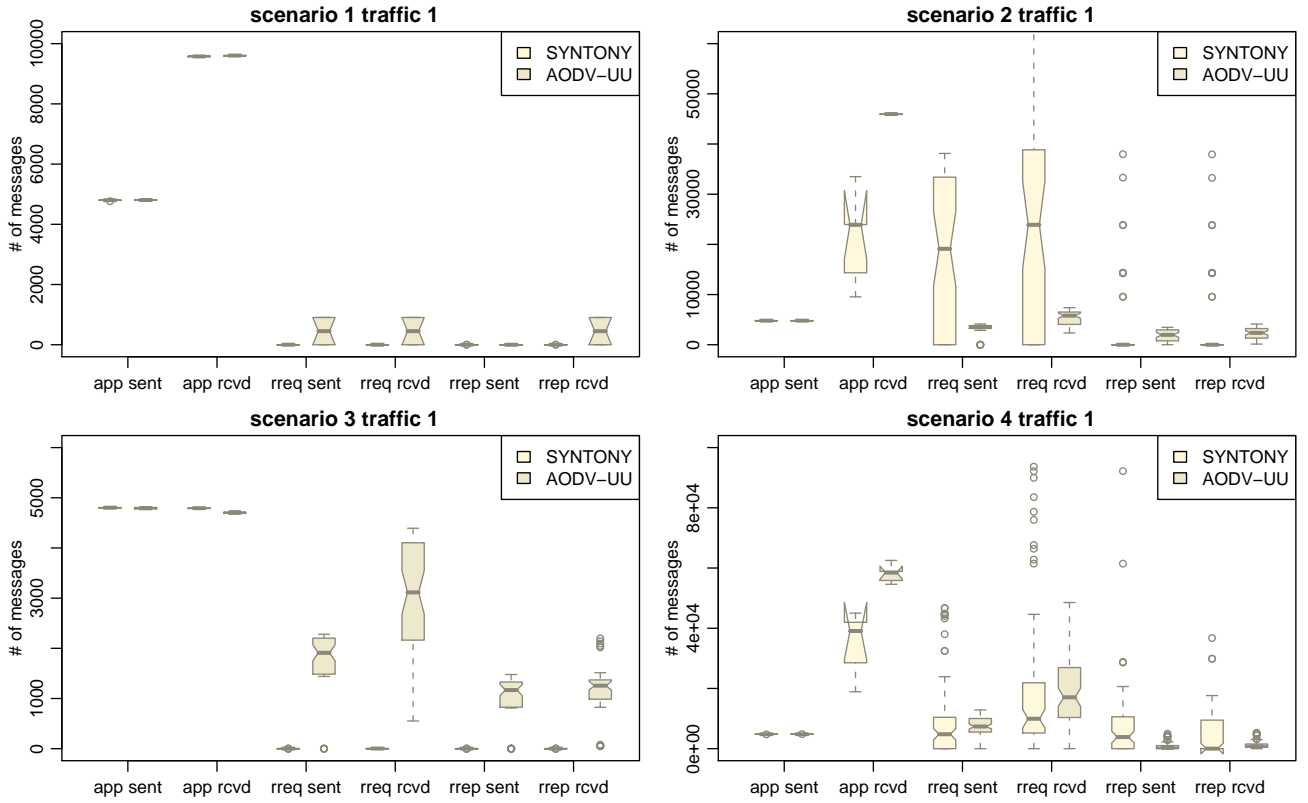 scenario 1 traffic 1
# of messages
10000
8000
6000
4000
2000
0
SYNTONY
AODV−UU
app sent app rcvd rreq sent rreq rcvd rrep sent rrep rcvd
scenario 2 traffic 1
# of messages
50000
30000
10000
0
SYNTONY
AODV−UU
app sent app rcvd rreq sent rreq rcvd rrep sent rrep rcvd
scenario 3 traffic 1
# of messages
5000
3000
1000
0
SYNTONY
AODV−UU
app sent app rcvd rreq sent rreq rcvd rrep sent rrep rcvd
scenario 4 traffic 1
# of messages
8e+04
4e+04
0e+00
SYNTONY
AODV−UU
app sent app rcvd rreq sent rreq rcvd rrep sent rrep rcvd